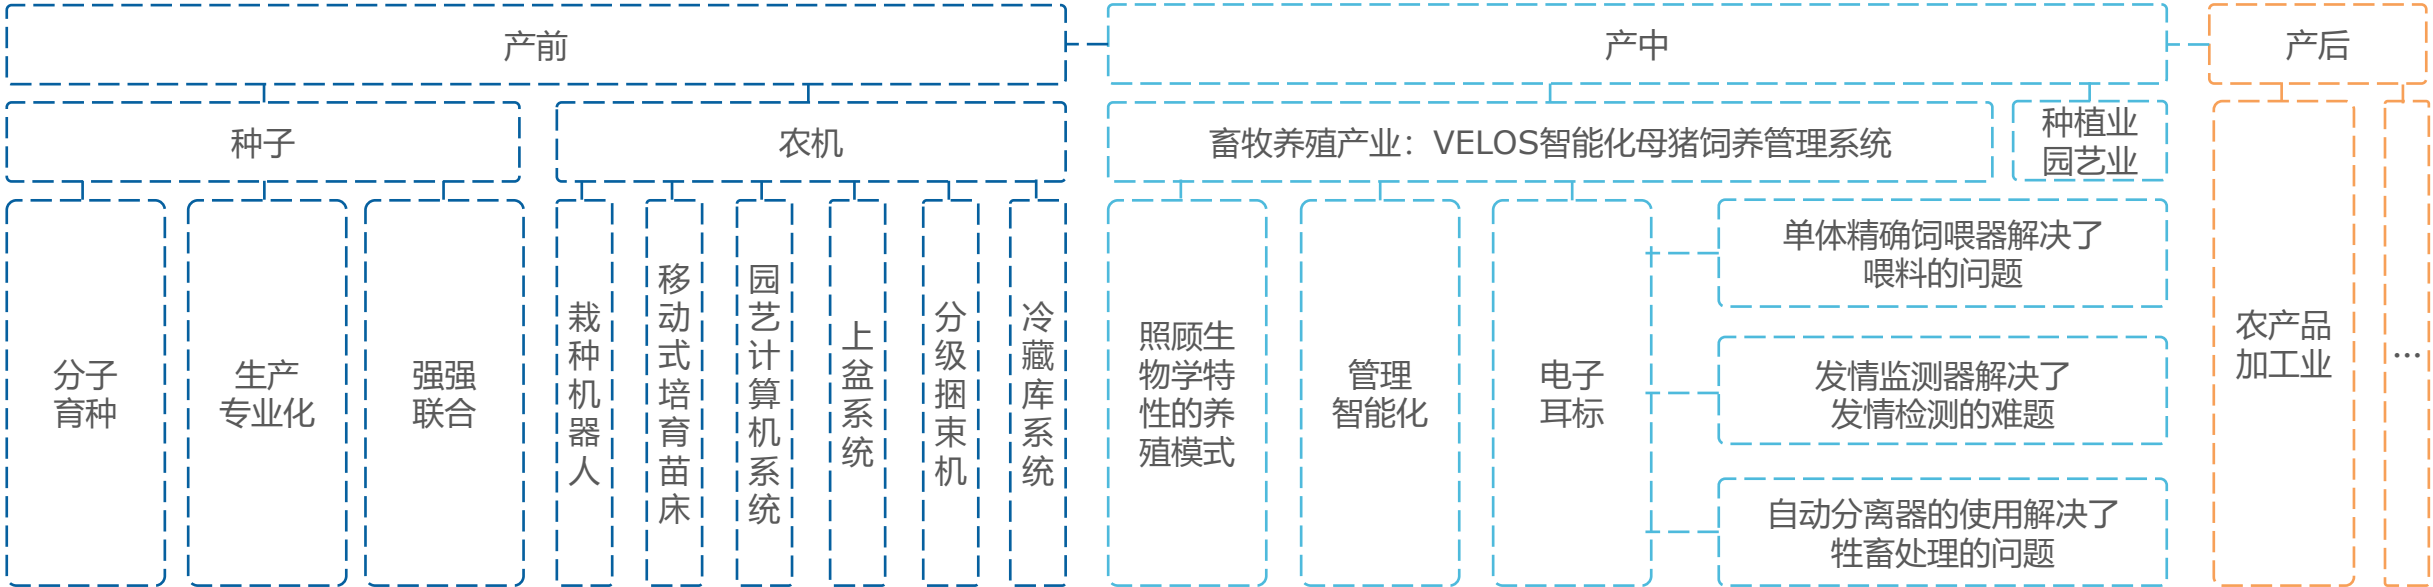 产前
产中
产后
种子
农机
畜牧养殖产业：VELOS智能化母猪饲养管理系统
种植业
园艺业
分子
育种
生产
专业化
强强
联合
栽种机器人
移动式培育苗床
园艺计算机系统
上盆系统
分级捆束机
冷藏库系统
照顾生
物学特
性的养
殖模式
管理
智能化
电子
耳标
单体精确饲喂器解决了
喂料的问题
发情监测器解决了
发情检测的难题
自动分离器的使用解决了
牲畜处理的问题
农产品
加工业
…